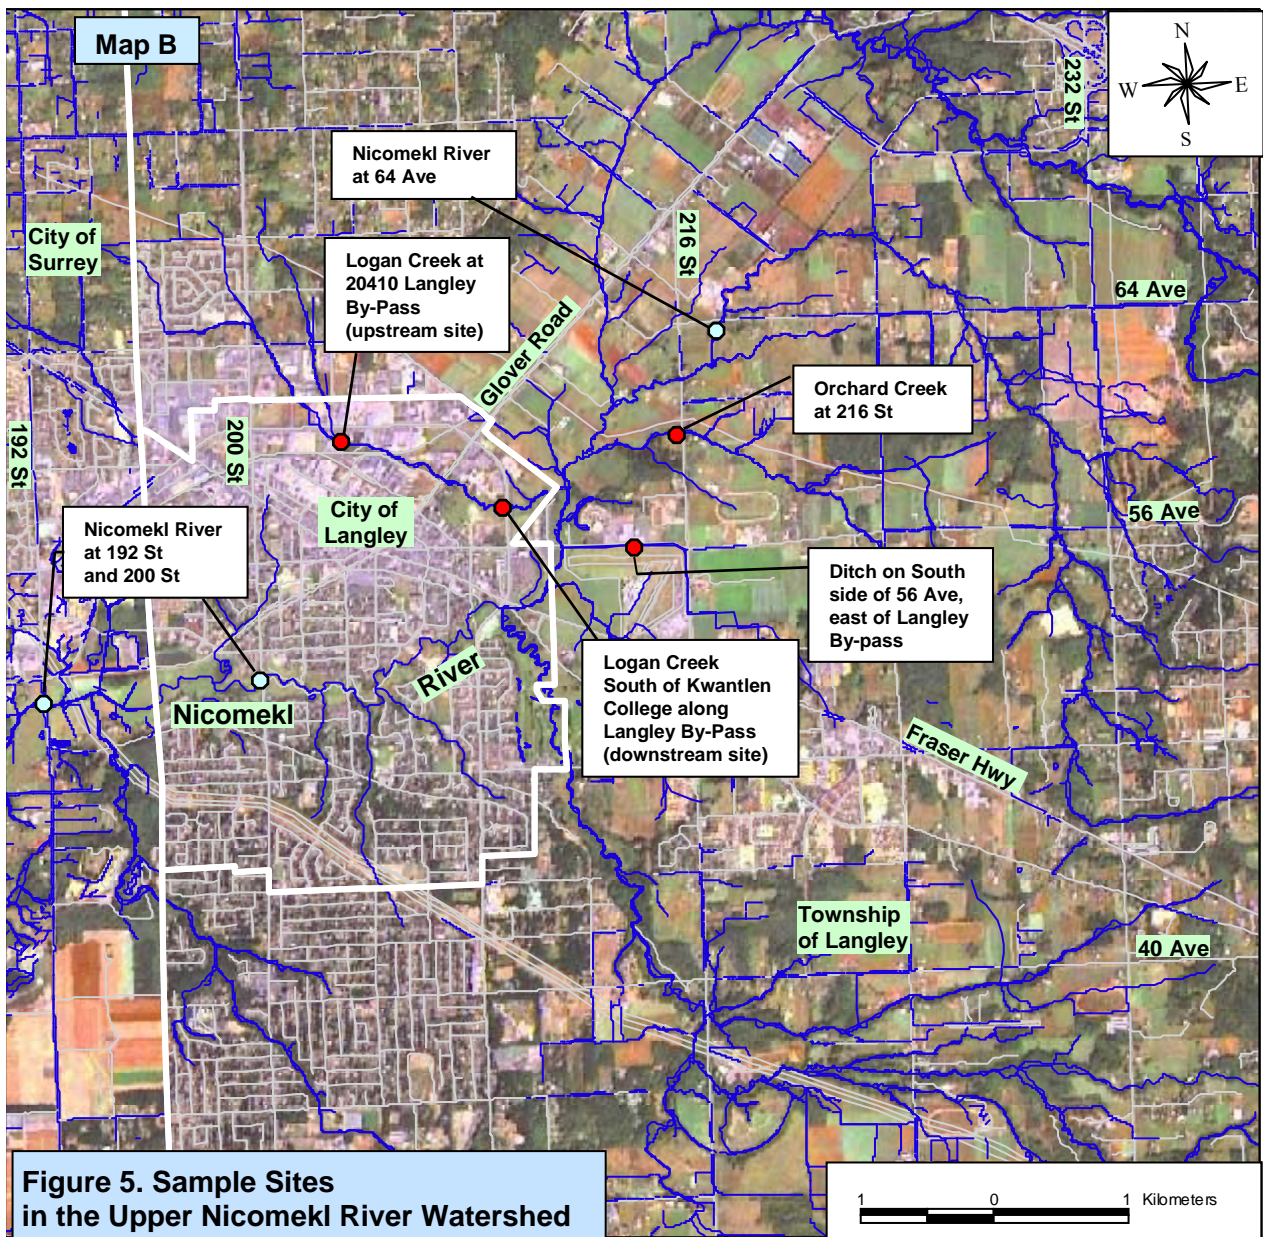 Map B
N
W E
S
232 St
Nicomekl River
at 64 Ave
City of
Surrey
216 St
Logan Creek at
20410 Langley
By-Pass
(upstream site)
64 Ave
Glover Road
Orchard Creek
at 216 St
192 St
200 St
City of
Langley
56 Ave
Nicomekl River
at 192 St
and 200 St
Ditch on South
side of 56 Ave,
east of Langley
By-pass
Logan Creek
South of Kwantlen
College along
Langley By-Pass
(downstream site)
River
Nicomekl
Fraser Hwy
Township
of Langley
40 Ave
Figure 5. Sample Sites
in the Upper Nicomekl River Watershed
1 0 1 Kilometers